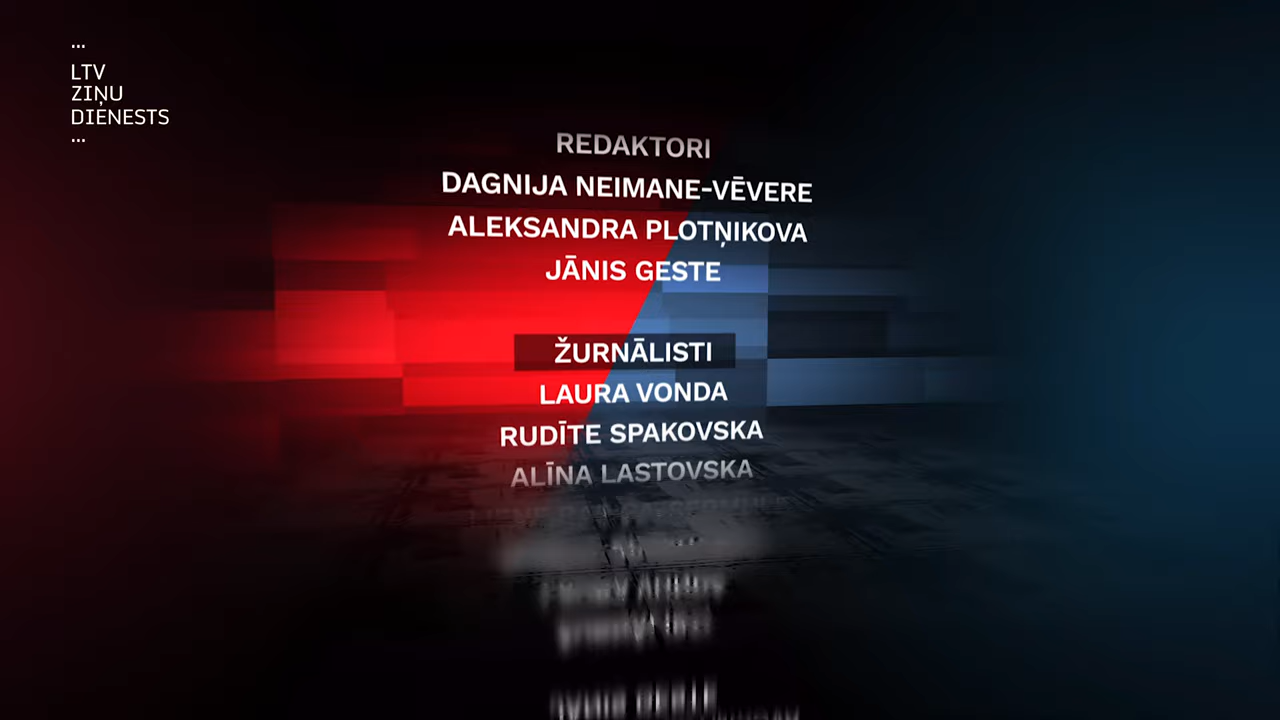 ...
LTV
ZIŅU
DIENESTS
...
REDAKTORI
DAGNIJA NEIMANE-VĒVERE
ALEKSANDRA PLOTŅIKOVA
JĀNIS GESTE
ŽURNĀLISTI
LAURA VONDA
RUDĪTE SPAKOVSKA
ALĪNA LASTOVSKA